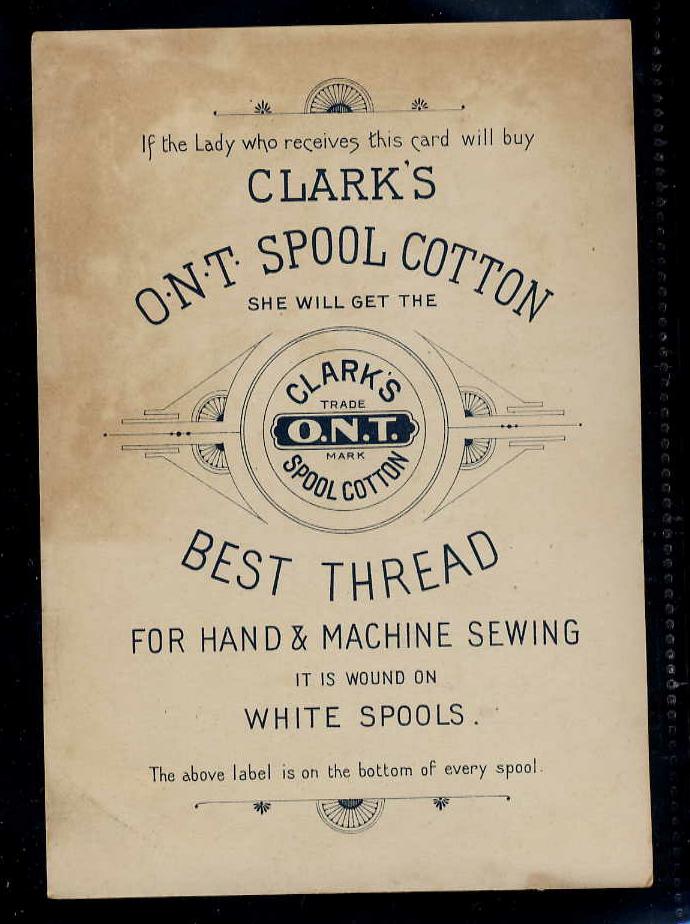 If the Lady who receives this card will buy
CLARK'S
O·N·T· SPOOL COTTON
SHE WILL GET THE
CLARK'S
TRADE
O.N.T.
MARK
SPOOL COTTON
BEST THREAD
FOR HAND & MACHINE SEWING
IT IS WOUND ON
WHITE SPOOLS.
The above label is on the bottom of every spool.